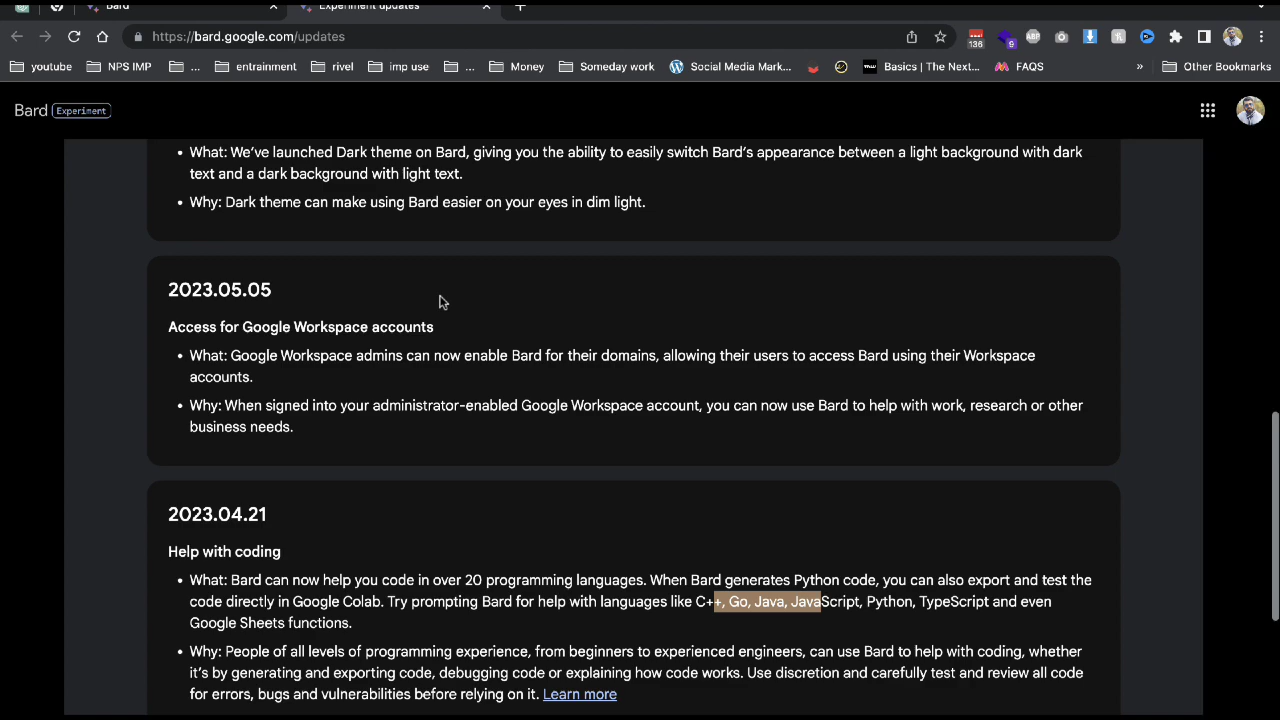 Bard
Experiment updates
https://bard.google.com/updates
136
9
ABP
youtube
NPS IMP
...
entrainment
rivel
imp use
...
Money
Someday work
Social Media Mark...
Basics | The Next...
FAQS
»
Other Bookmarks
Bard Experiment
• What: We’ve launched Dark theme on Bard, giving you the ability to easily switch Bard’s appearance between a light background with dark
text and a dark background with light text.
• Why: Dark theme can make using Bard easier on your eyes in dim light.
2023.05.05
Access for Google Workspace accounts
• What: Google Workspace admins can now enable Bard for their domains, allowing their users to access Bard using their Workspace
accounts.
• Why: When signed into your administrator-enabled Google Workspace account, you can now use Bard to help with work, research or other
business needs.
2023.04.21
Help with coding
• What: Bard can now help you code in over 20 programming languages. When Bard generates Python code, you can also export and test the
code directly in Google Colab. Try prompting Bard for help with languages like C++, Go, Java, JavaScript, Python, TypeScript and even
Google Sheets functions.
• Why: People of all levels of programming experience, from beginners to experienced engineers, can use Bard to help with coding, whether
it’s by generating and exporting code, debugging code or explaining how code works. Use discretion and carefully test and review all code
for errors, bugs and vulnerabilities before relying on it. Learn more